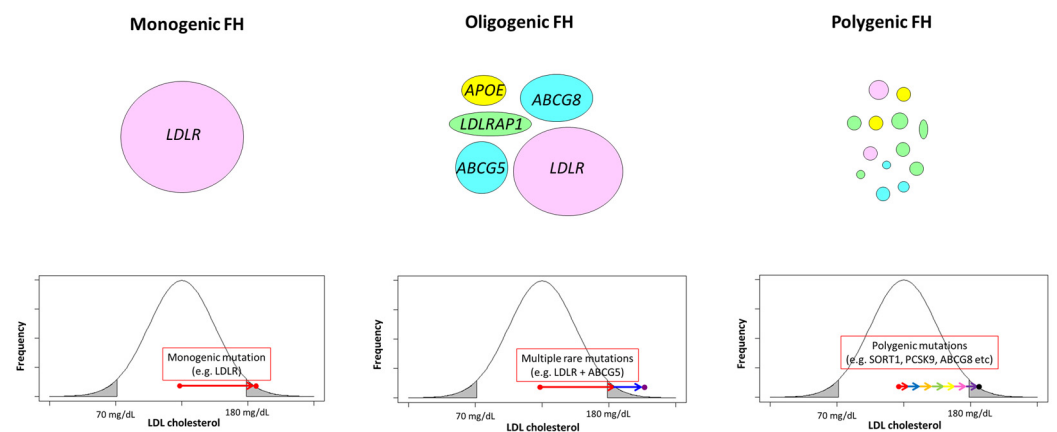 Monogenic FH
Oligogenic FH
Polygenic FH
LDLR
APOE
ABCG8
LDLRAP1
ABCG5
LDLR
Frequency
Monogenic mutation
(e.g. LDLR)
70 mg/dL
180 mg/dL
LDL cholesterol
Frequency
Multiple rare mutations
(e.g. LDLR + ABCG5)
70 mg/dL
180 mg/dL
LDL cholesterol
Frequency
Polygenic mutations
(e.g. SORT1, PCSK9, ABCG8 etc)
70 mg/dL
180 mg/dL
LDL cholesterol